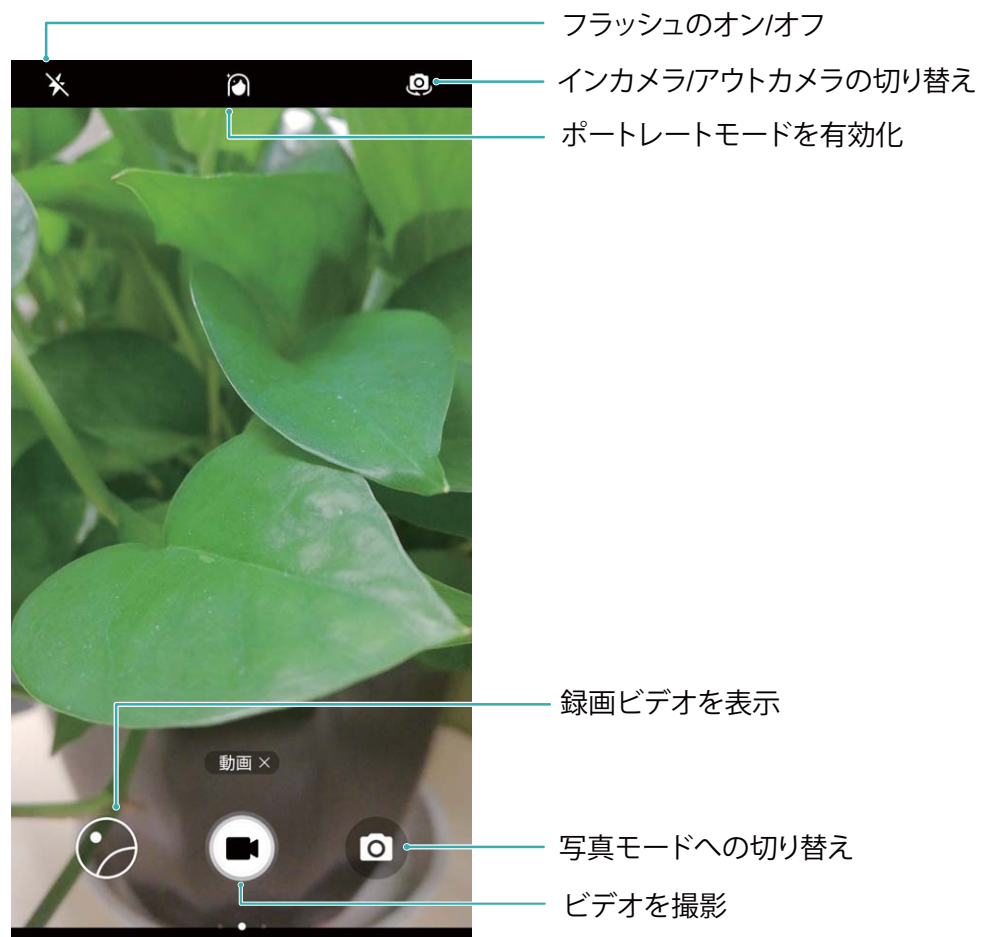 フラッシュのオン/オフ
インカメラ/アウトカメラの切り替え
ポートレートモードを有効化
録画ビデオを表示
動画 ×
写真モードへの切り替え
ビデオを撮影